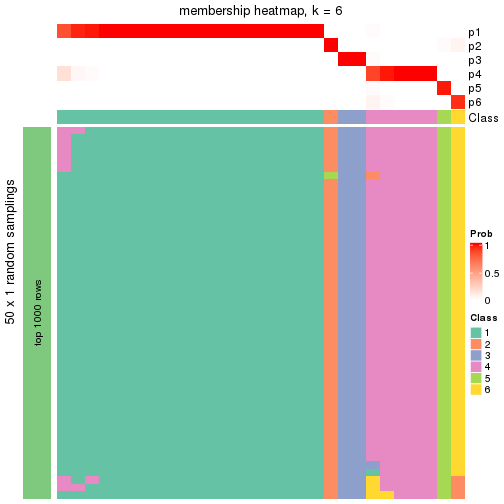 membership heatmap, k = 6
p1
p2
p3
p4
p5
p6
Class
50 x 1 random samplings
top 1000 rows
Prob
1
0.5
0
Class
1
2
3
4
5
6